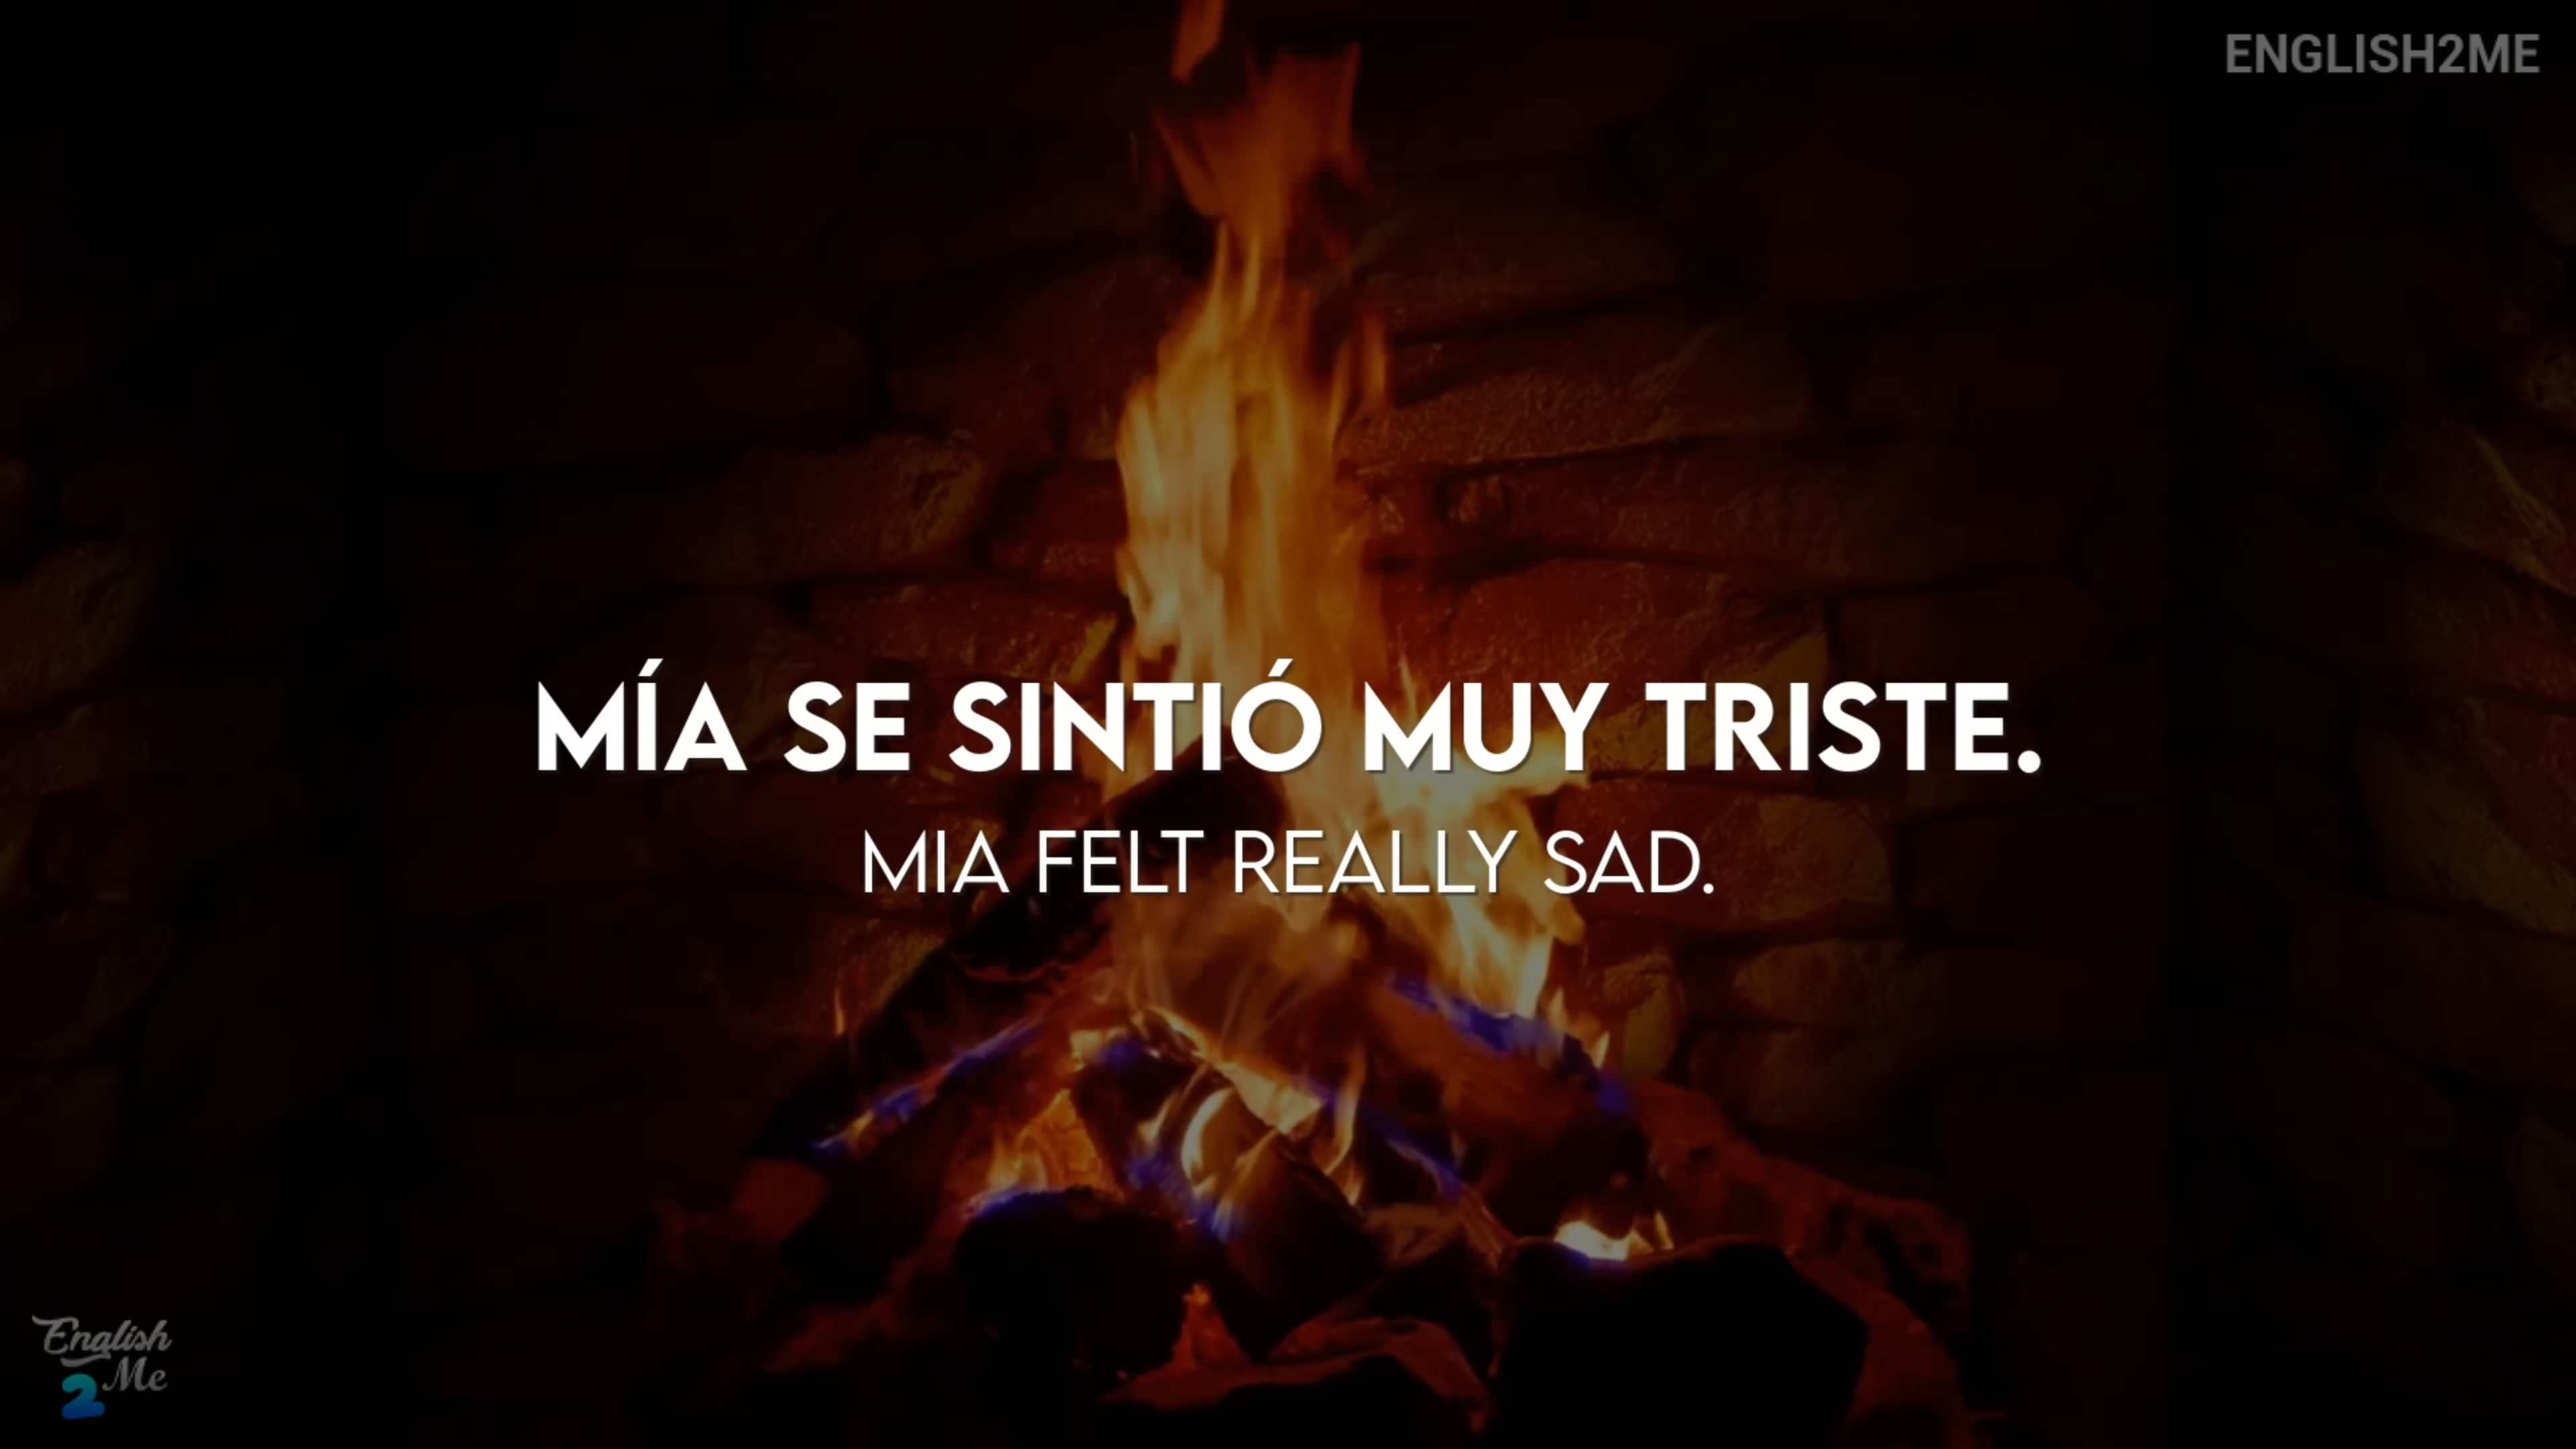 ENGLISH2ME
MÍA SE SINTIÓ MUY TRISTE.
MIA FELT REALLY SAD.
English
2 Me